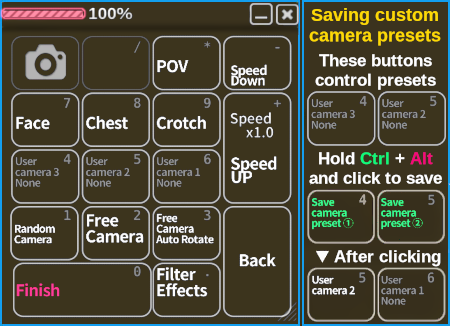 100%
/
*
-
POV
Speed
Down
7
Face
8
Chest
9
Crotch
+
Speed
x1.0
Speed
UP
User 4
camera 3
None
User 5
camera 2
None
User 6
camera 1
None
1
Random
Camera
2
Free
Camera
3
Free
Camera
Auto Rotate
Back
0
Finish
.
Filter
Effects
Saving custom
camera presets
These buttons
control presets
User 4
camera 3
None
User 5
camera 2
None
Hold Ctrl + Alt
and click to save
Save 4
camera
preset ①
Save 5
camera
preset ②
▼ After clicking
User 5
camera 2
User 6
camera 1
None